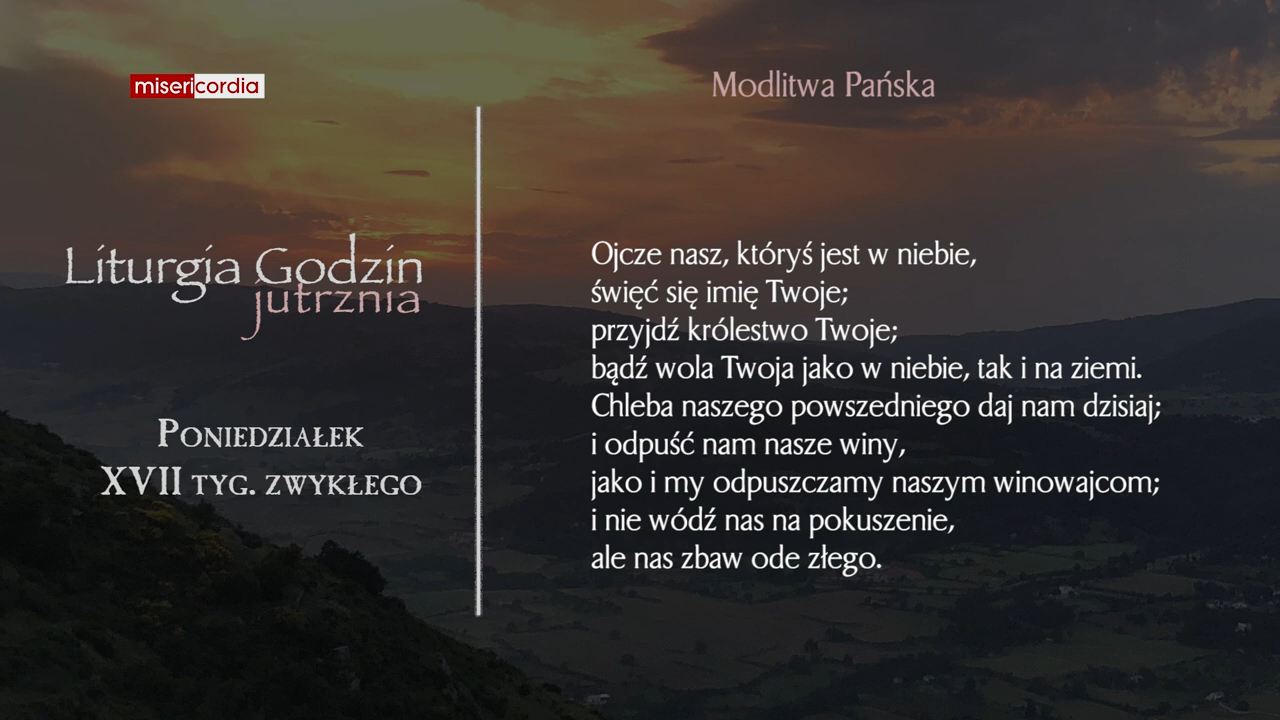 misericordia
Liturgia Godzin
jutrznia
Poniedziałek
XVII tyg. zwykłego
Modlitwa Pańska
Ojcze nasz, któryś jest w niebie,
święć się imię Twoje;
przyjdź królestwo Twoje;
bądź wola Twoja jako w niebie, tak i na ziemi.
Chleba naszego powszedniego daj nam dzisiaj;
i odpuść nam nasze winy,
jako i my odpuszczamy naszym winowajcom;
i nie wódź nas na pokuszenie,
ale nas zbaw ode złego.